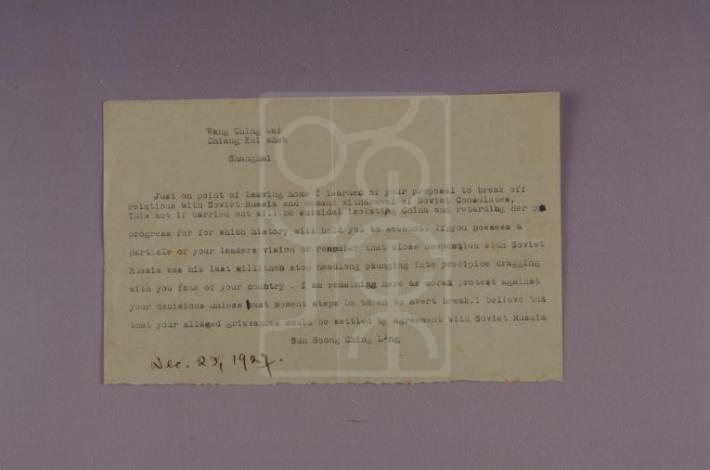 Wang Ching wai
Chiang Kai shek
Shanghai
Just on point of leaving home I learned of your proposal to break off
relations with Soviet Russia and demand withdrawal of Soviet Consulates,
This act if carried out will be suicidal isolating China and retarding her
progress for for which history will hold you to account. Ifpyou possess a
particle of your leaders vision or remember that close cooperation with Soviet
Russia was his last will then stop headlong plunging into precipice dragging
with you fate of your country . I am remaining here as moral protest against
your decisions unless last moment steps be taken to avert break.I believe
that your alleged grievances could be settled by agreement with Soviet Russia
Sun Soong Ching Ling
Dec. 23, 1927.